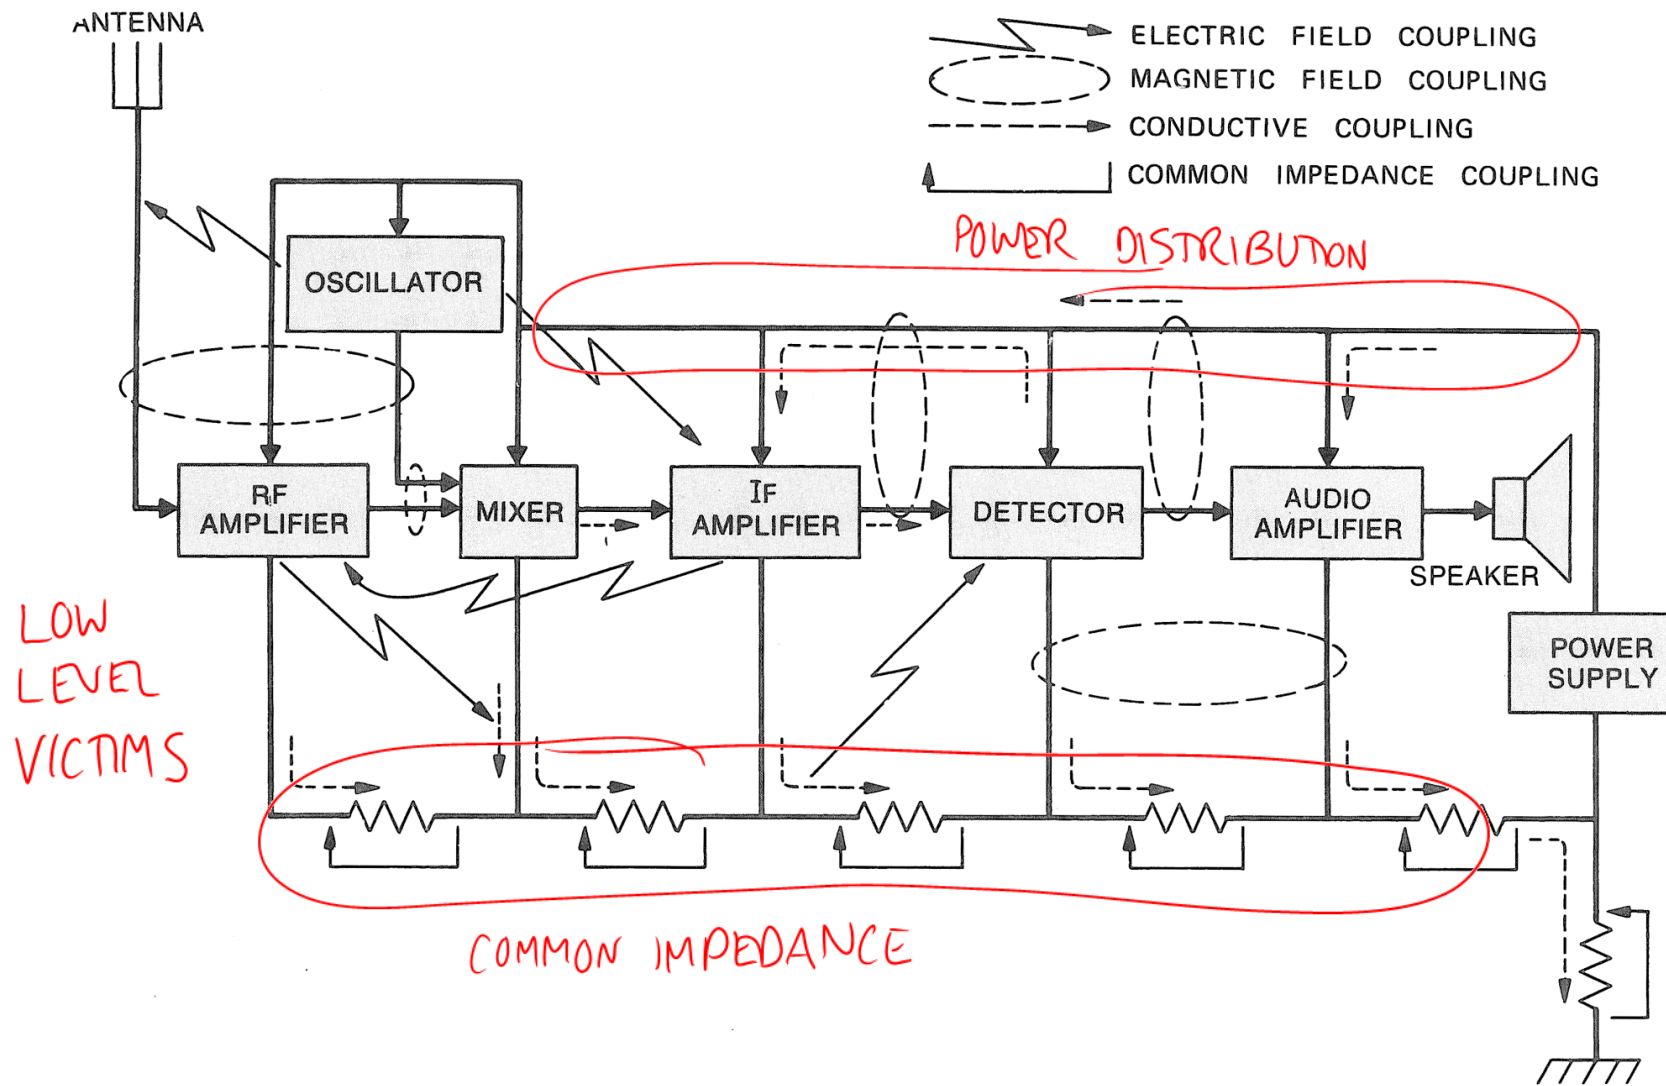 ANTENNA
ELECTRIC FIELD COUPLING
MAGNETIC FIELD COUPLING
CONDUCTIVE COUPLING
COMMON IMPEDANCE COUPLING
POWER DISTRIBUTION
OSCILLATOR
RF
AMPLIFIER
MIXER
IF
AMPLIFIER
DETECTOR
AUDIO
AMPLIFIER
SPEAKER
LOW
LEVEL
VICTIMS
POWER
SUPPLY
COMMON IMPEDANCE